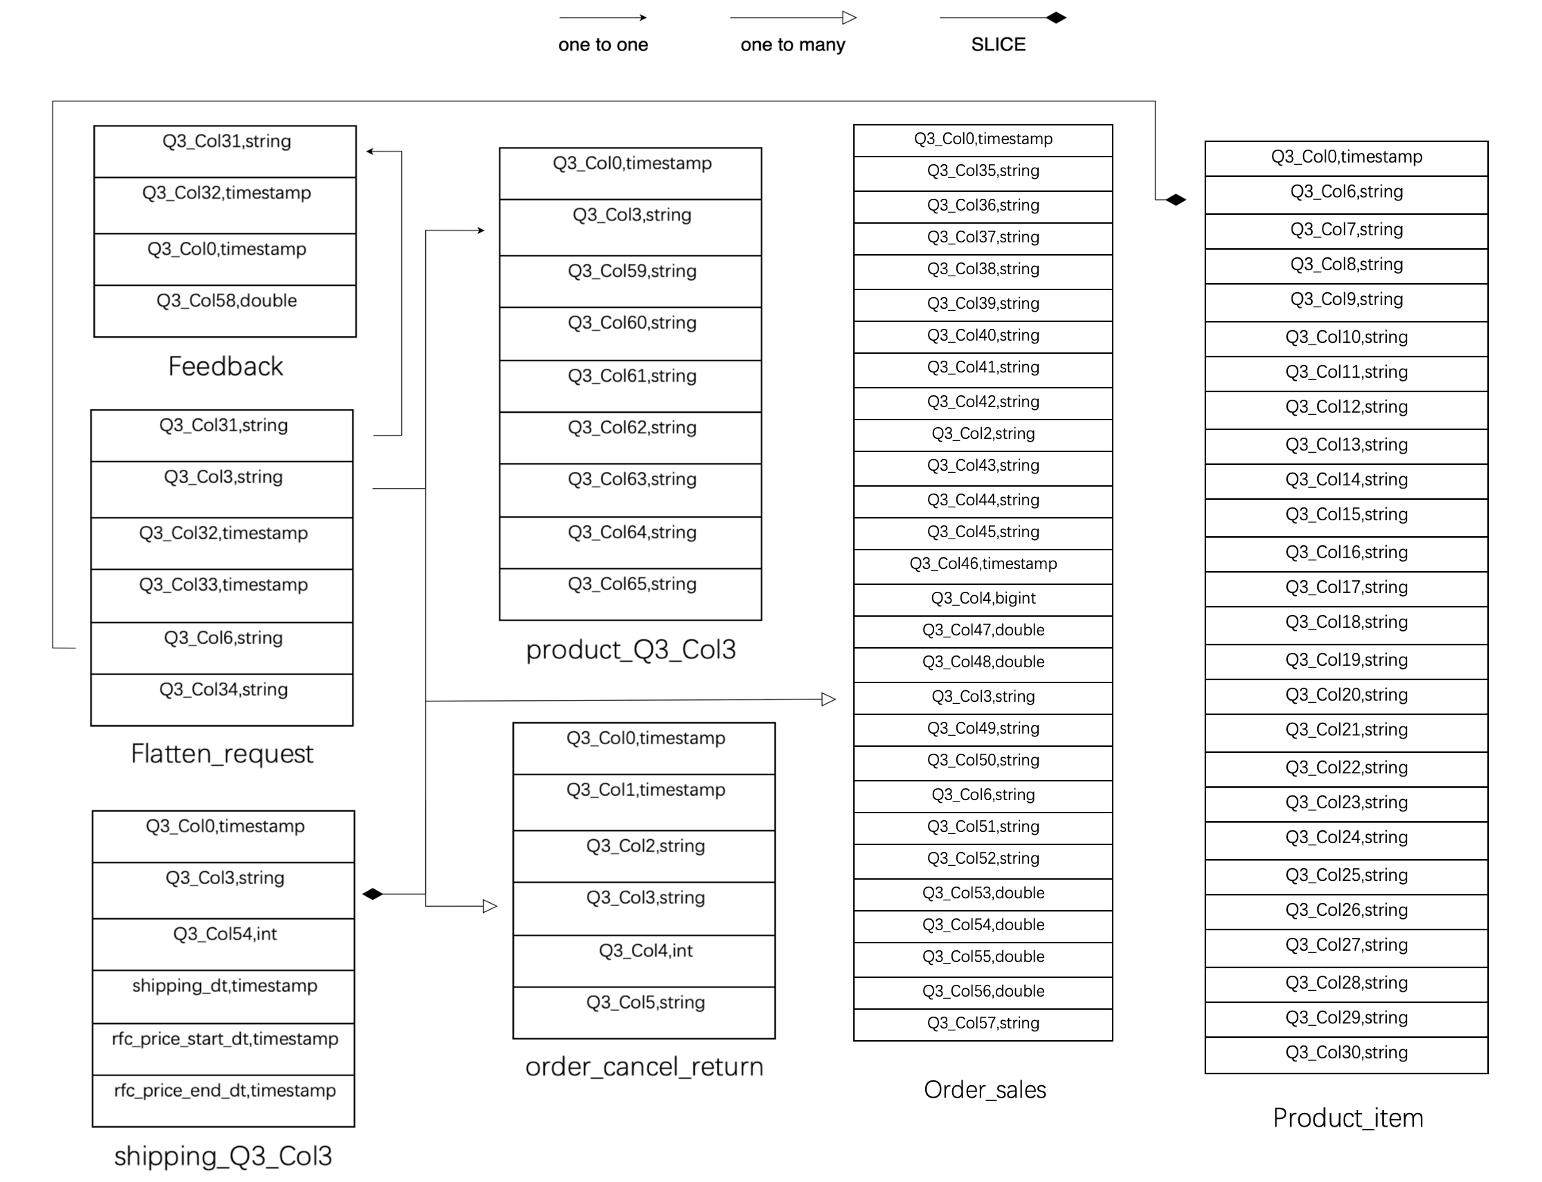 one to one
one to many
SLICE
Q3_Col31,string
Q3_Col32,timestamp
Q3_Col0,timestamp
Q3_Col58,double
Feedback
Q3_Col31,string
Q3_Col3,string
Q3_Col32,timestamp
Q3_Col33,timestamp
Q3_Col6,string
Q3_Col34,string
Flatten_request
Q3_Col0,timestamp
Q3_Col3,string
Q3_Col54,int
shipping_dt,timestamp
rfc_price_start_dt,timestamp
rfc_price_end_dt,timestamp
shipping_Q3_Col3
Q3_Col0,timestamp
Q3_Col3,string
Q3_Col59,string
Q3_Col60,string
Q3_Col61,string
Q3_Col62,string
Q3_Col63,string
Q3_Col64,string
Q3_Col65,string
product_Q3_Col3
Q3_Col0,timestamp
Q3_Col1,timestamp
Q3_Col2,string
Q3_Col3,string
Q3_Col4,int
Q3_Col5,string
order_cancel_return
Q3_Col0,timestamp
Q3_Col35,string
Q3_Col36,string
Q3_Col37,string
Q3_Col38,string
Q3_Col39,string
Q3_Col40,string
Q3_Col41,string
Q3_Col42,string
Q3_Col2,string
Q3_Col43,string
Q3_Col44,string
Q3_Col45,string
Q3_Col46,timestamp
Q3_Col4,bigint
Q3_Col47,double
Q3_Col48,double
Q3_Col3,string
Q3_Col49,string
Q3_Col50,string
Q3_Col6,string
Q3_Col51,string
Q3_Col52,string
Q3_Col53,double
Q3_Col54,double
Q3_Col55,double
Q3_Col56,double
Q3_Col57,string
Order_sales
Q3_Col0,timestamp
Q3_Col6,string
Q3_Col7,string
Q3_Col8,string
Q3_Col9,string
Q3_Col10,string
Q3_Col11,string
Q3_Col12,string
Q3_Col13,string
Q3_Col14,string
Q3_Col15,string
Q3_Col16,string
Q3_Col17,string
Q3_Col18,string
Q3_Col19,string
Q3_Col20,string
Q3_Col21,string
Q3_Col22,string
Q3_Col23,string
Q3_Col24,string
Q3_Col25,string
Q3_Col26,string
Q3_Col27,string
Q3_Col28,string
Q3_Col29,string
Q3_Col30,string
Product_item